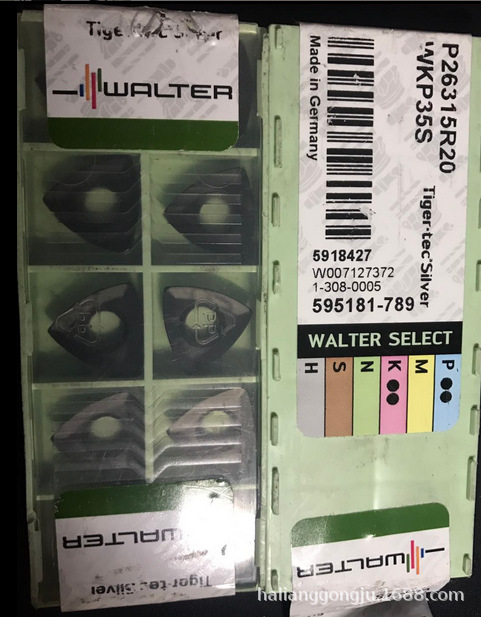 Tiger·tec®Silver
WALTER
WALTER
Tiger·tec®Silver
P26315R20
WKP35S
Tiger·tec®Silver
Made in Germany
5918427
W007127372
1-308-0005
595181-789
WALTER SELECT
H
S
N
K
M
P
WALTER
hailianggongju.1688.com